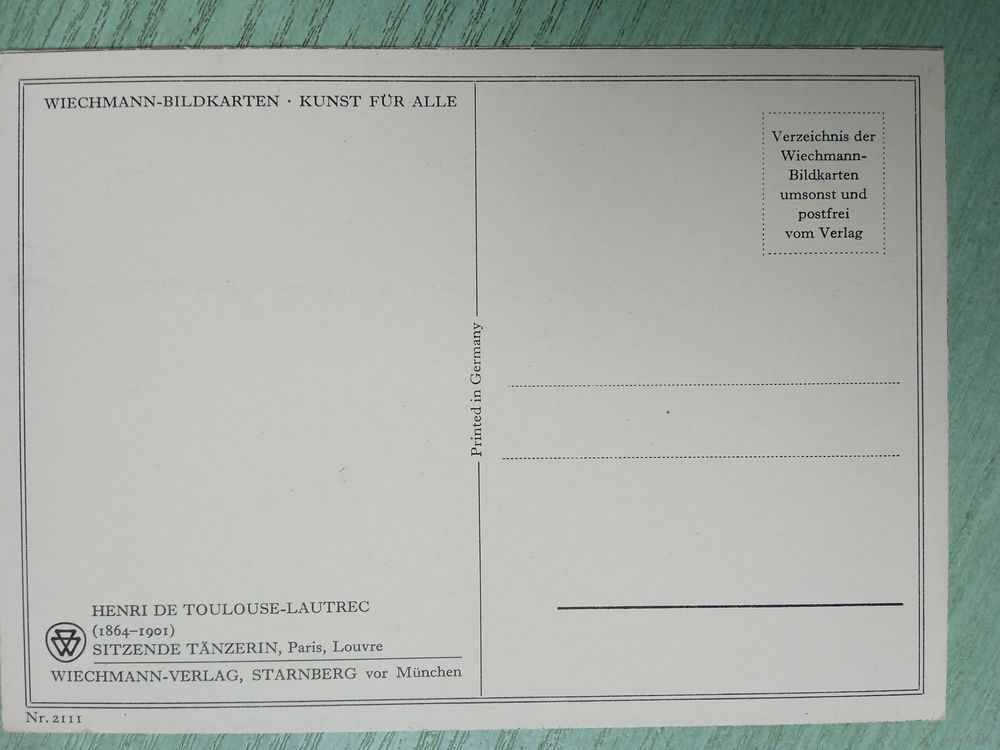 WIECHMANN-BILDKARTEN · KUNST FÜR ALLE
Verzeichnis der
Wiechmann-
Bildkarten
umsonst und
postfrei
vom Verlag
Printed in Germany
HENRI DE TOULOUSE-LAUTREC
(1864–1901)
SITZENDE TÄNZERIN, Paris, Louvre
WIECHMANN-VERLAG, STARNBERG vor München
Nr. 2111